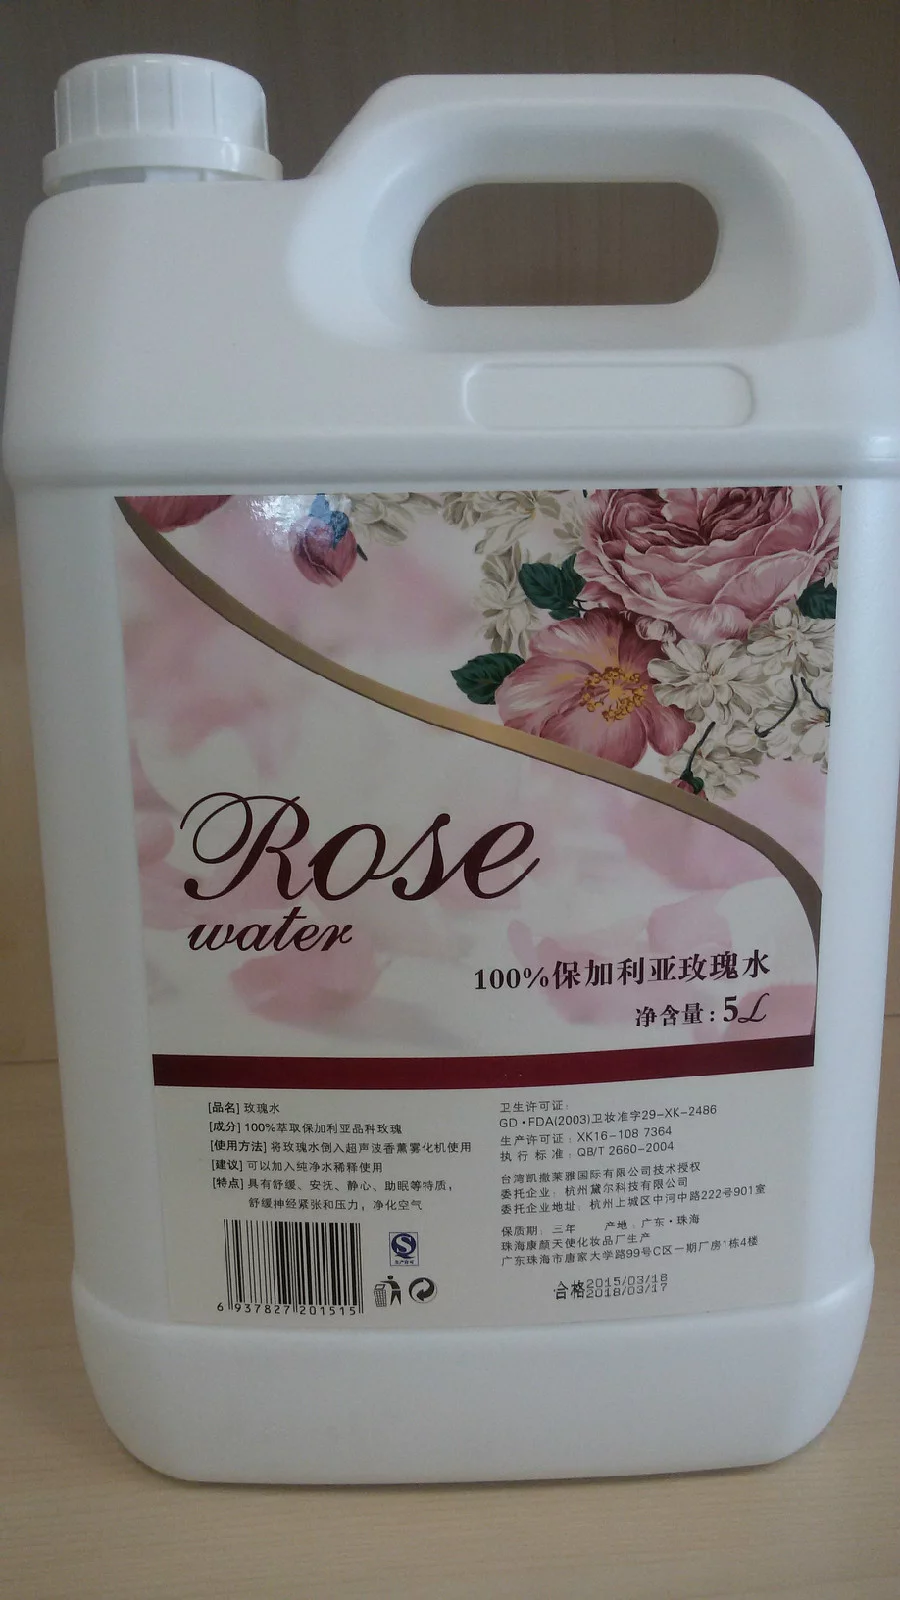 Rose
water
100%保加利亚玫瑰水
净含量:5L
[品名] 玫瑰水
[成分] 100%萃取保加利亚品科玫瑰
[使用方法] 将玫瑰水倒入超声波香薰雾化机使用
[建议] 可以加入纯净水稀释使用
[特点] 具有舒缓、安抚、静心、助眠等特质,
舒缓神经紧张和压力,净化空气
6 937827 201515
生产许可
卫生许可证:
GD·FDA(2003)卫妆准字29-XK-2486
生产许可证:XK16-108 7364
执行标准:QB/T 2660-2004
台湾凯撒莱雅国际有限公司技术授权
委托企业:杭州黛尔科技有限公司
委托企业地址:杭州上城区中河中路222号901室
保质期:三年 产地:广东·珠海
珠海康颜天使化妆品厂生产
广东珠海市唐家大学路99号C区一期厂房 栋4楼
合格2015/03/18
2018/03/17